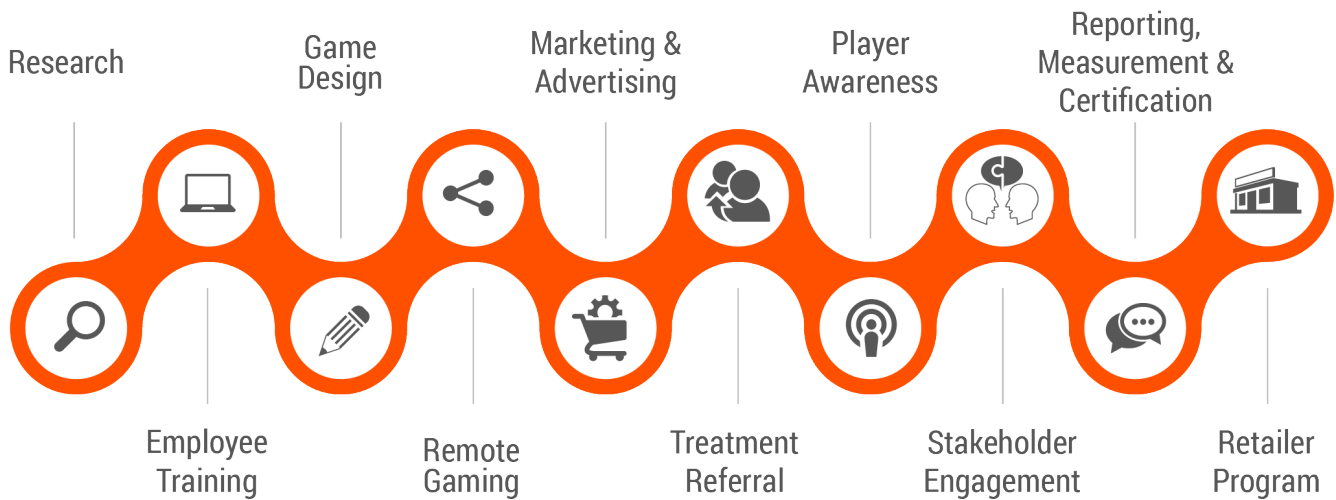 Research
Game
Design
Marketing &
Advertising
Player
Awareness
Reporting,
Measurement &
Certification
Employee
Training
Remote
Gaming
Treatment
Referral
Stakeholder
Engagement
Retailer
Program